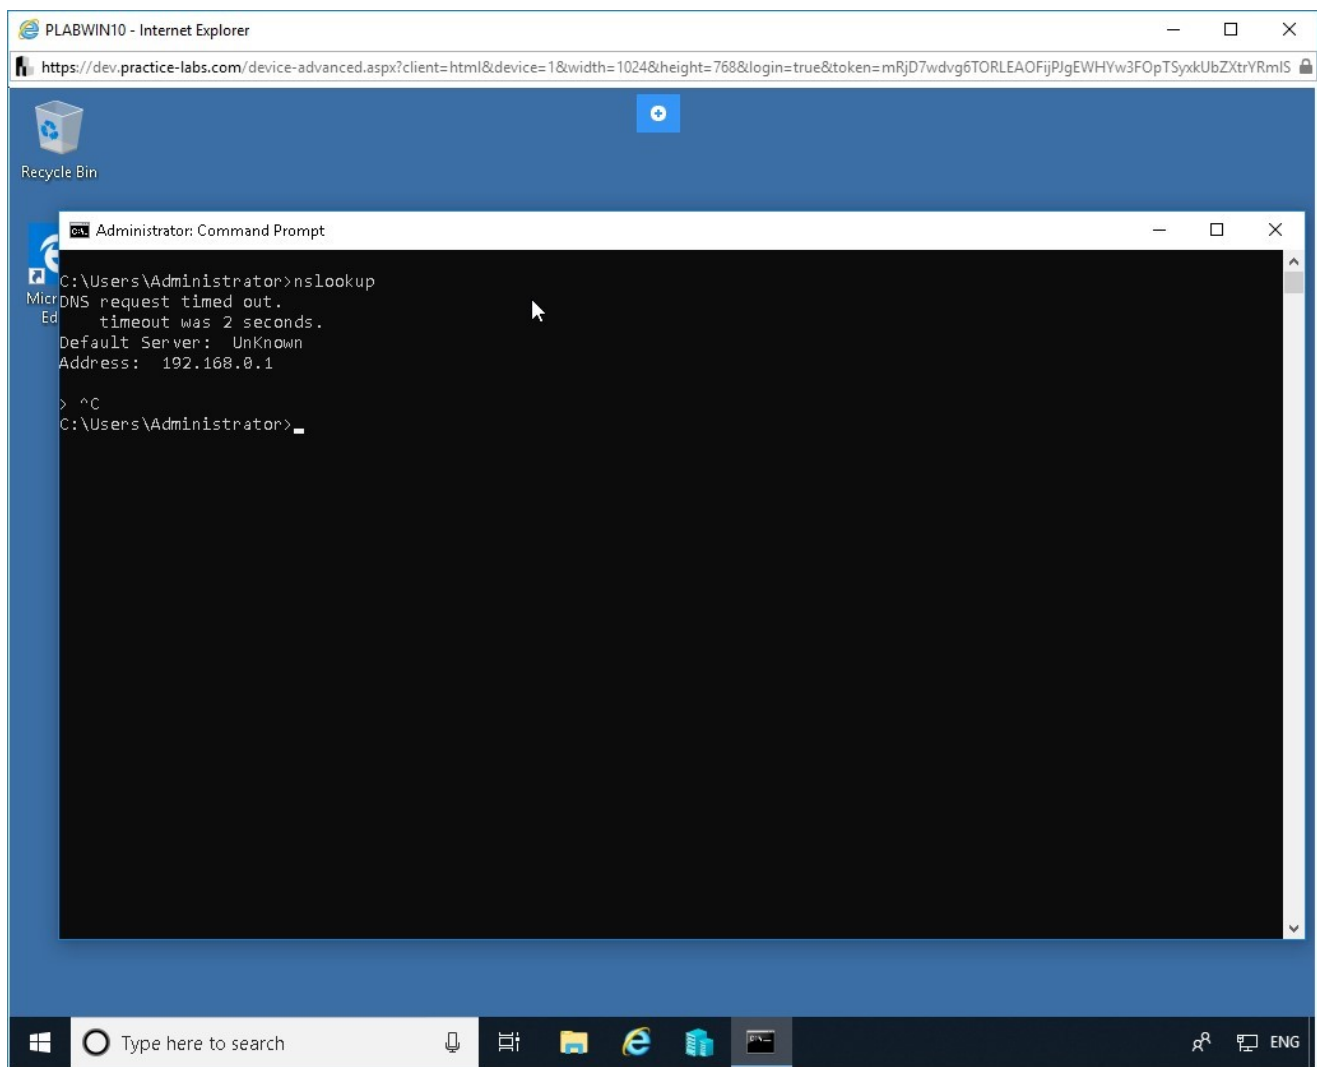 PLABWIN10 - Internet Explorer
https://dev.practice-labs.com/device-advanced.aspx?client=html&device=1&width=1024&height=768&login=true&token=mRjD7wdvg6TORLEAOFijPJgEWHYw3FOpTSyxkUbZXtrYRmIS
Recycle Bin
Administrator: Command Prompt
C:\Users\Administrator>nslookup
DNS request timed out.
timeout was 2 seconds.
Default Server:  UnKnown
Address:  192.168.0.1
> ^C
C:\Users\Administrator>
Micr
Ed
Type here to search
ENG